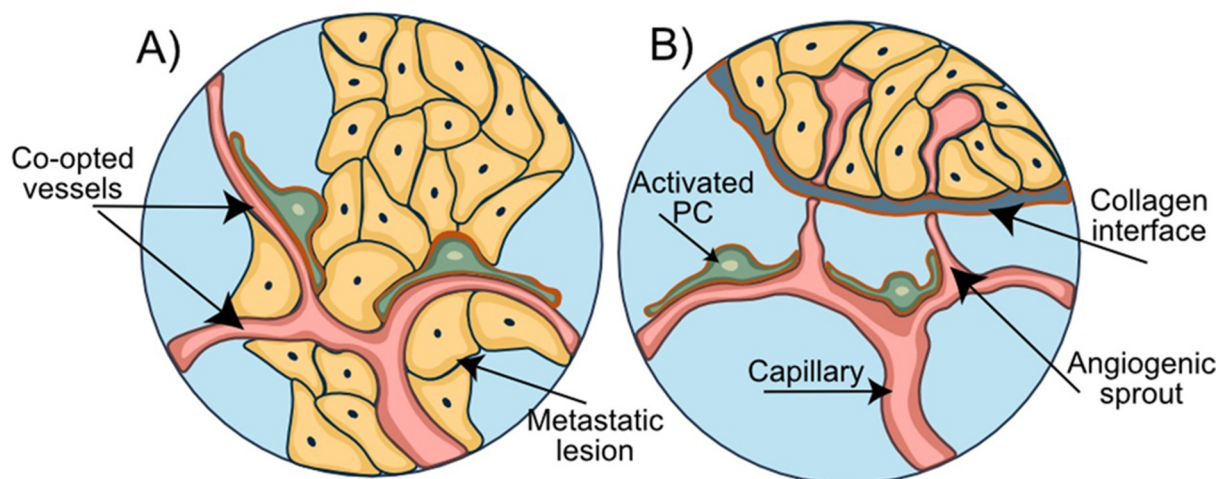 A)
Co-opted
vessels
Metastatic
lesion
B)
Activated
PC
Collagen
interface
Capillary
Angiogenic
sprout